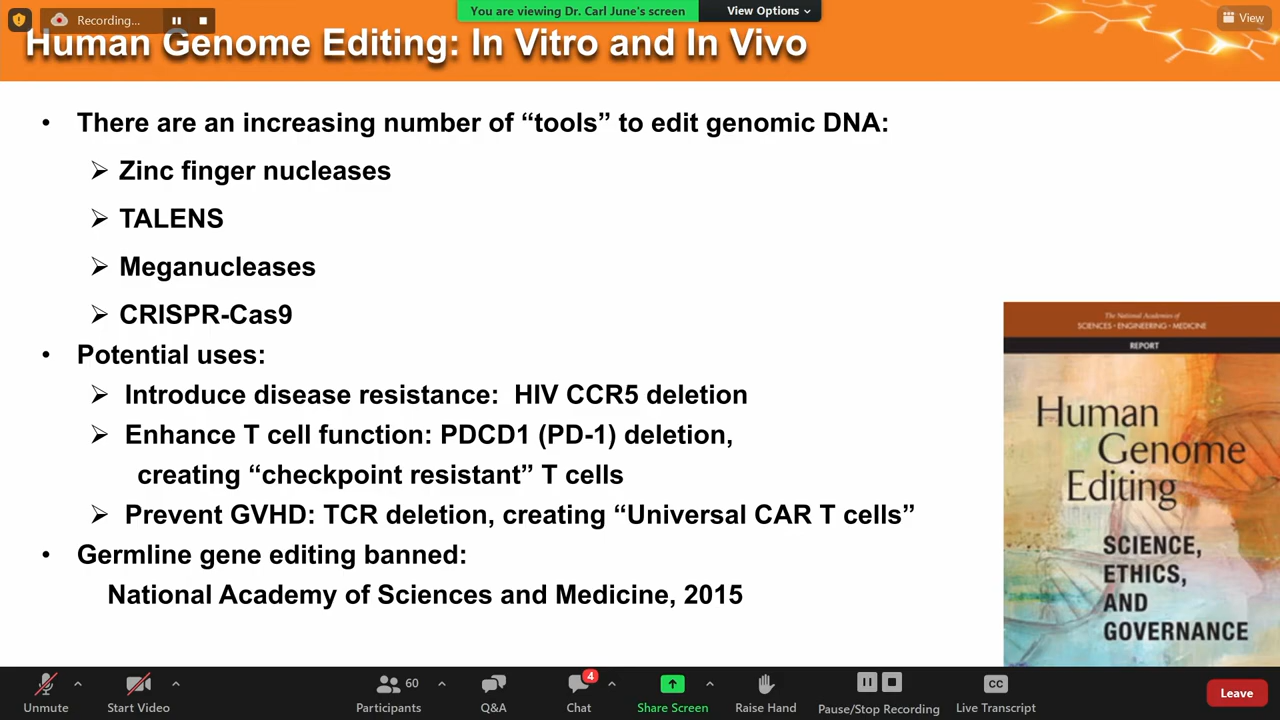 Recording...
You are viewing Dr. Carl June's screen
View Options
View
Human Genome Editing: In Vitro and In Vivo
• There are an increasing number of “tools” to edit genomic DNA:
➢ Zinc finger nucleases
➢ TALENS
➢ Meganucleases
➢ CRISPR-Cas9
• Potential uses:
➢ Introduce disease resistance: HIV CCR5 deletion
➢ Enhance T cell function: PDCD1 (PD-1) deletion,
creating “checkpoint resistant” T cells
➢ Prevent GVHD: TCR deletion, creating “Universal CAR T cells”
• Germline gene editing banned:
National Academy of Sciences and Medicine, 2015
The National Academies of
SCIENCES • ENGINEERING • MEDICINE
REPORT
Human
Genome
Editing
SCIENCE,
ETHICS,
AND
GOVERNANCE
Unmute
Start Video
60
Participants
Q&A
4
Chat
Share Screen
Raise Hand
Pause/Stop Recording
CC
Live Transcript
Leave